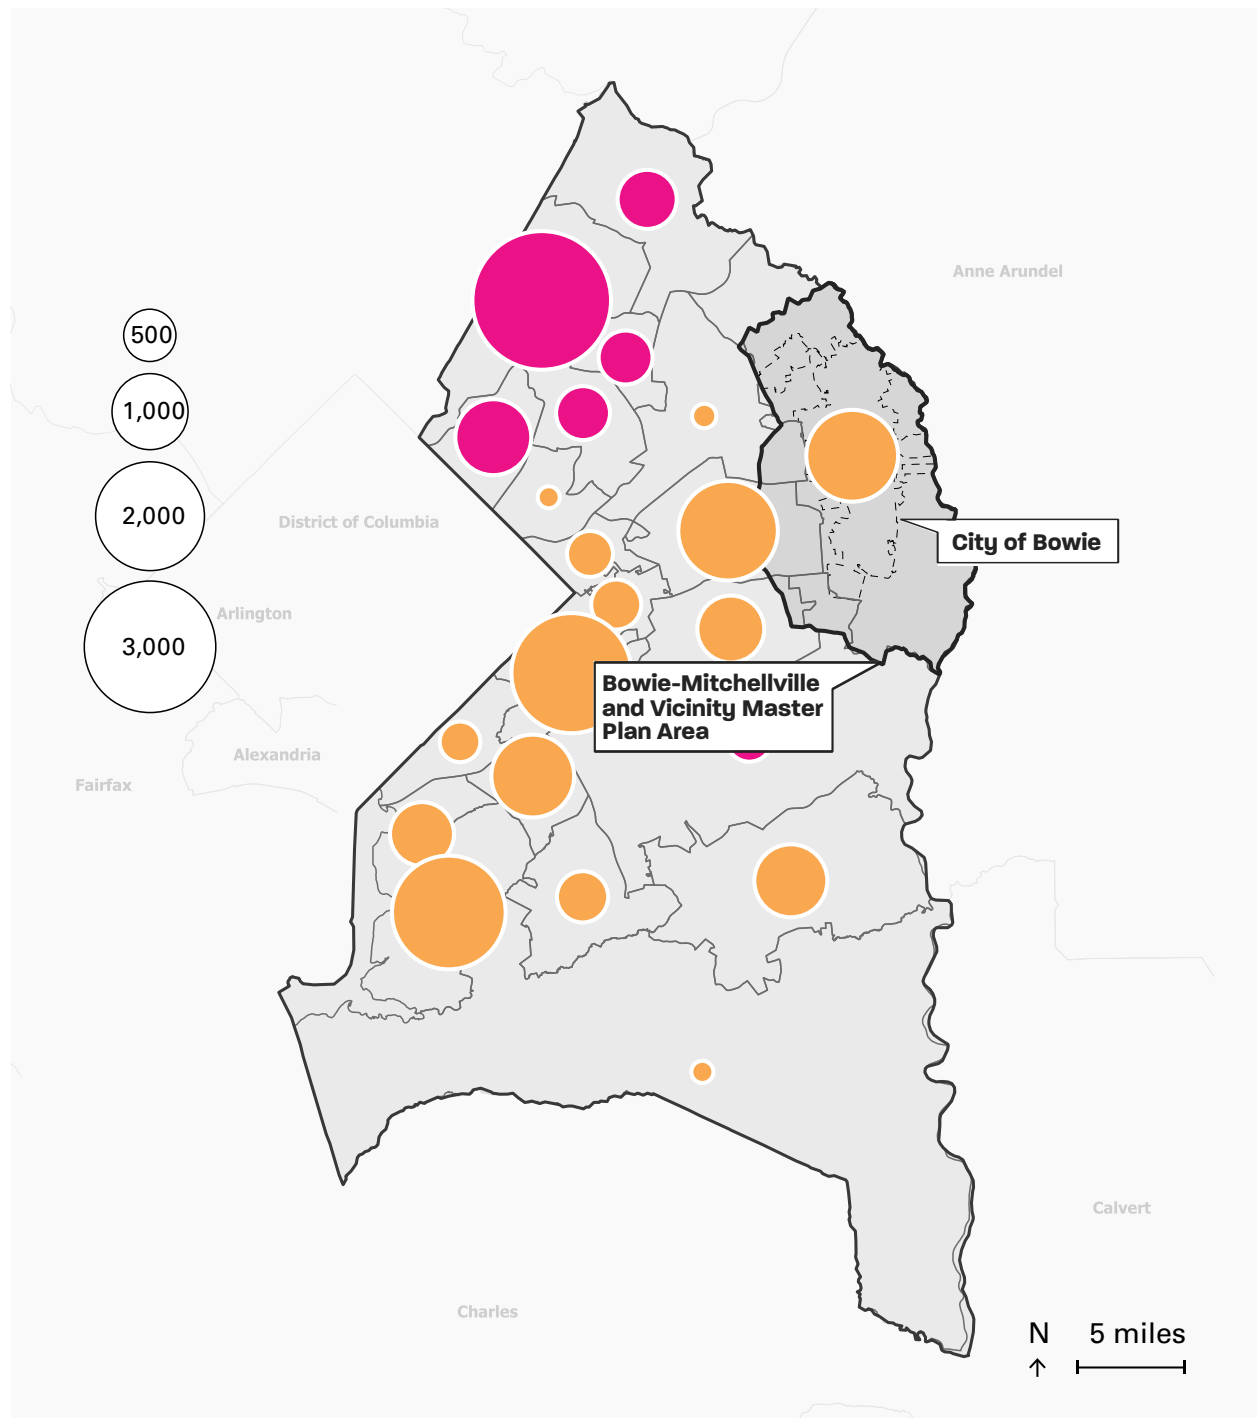 Anne Arundel
500
1,000
2,000
District of Columbia
City of Bowie
Arlington
3,000
Bowie-Mitchellville
and Vicinity Master
Plan Area
Alexandria
Fairfax
Calvert
Charles
N
5 miles